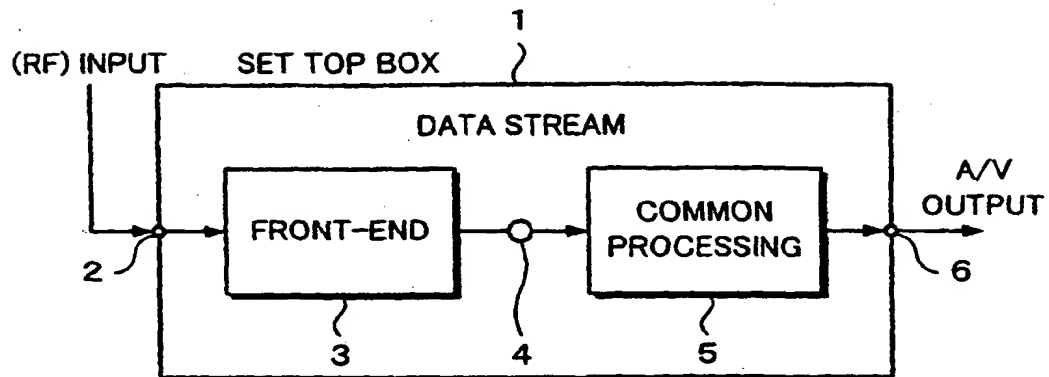 1
(RF) INPUT
SET TOP BOX
DATA STREAM
A/V
OUTPUT
FRONT-END
COMMON
PROCESSING
2
3
4
5
6